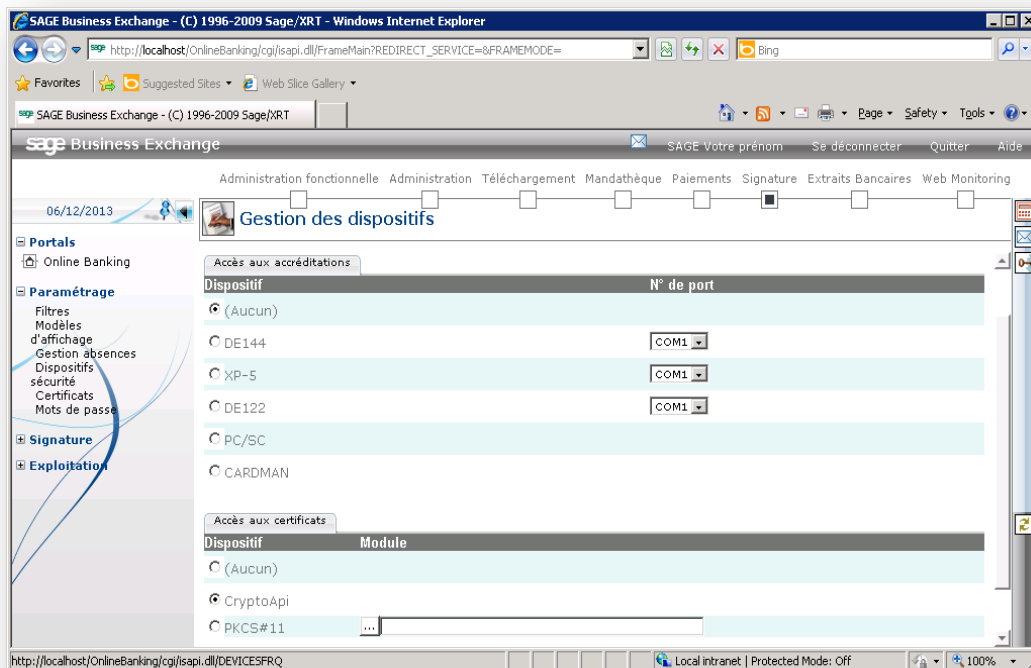 SAGE Business Exchange - (C) 1996-2009 Sage/XRT - Windows Internet Explorer
http://localhost/OnlineBanking/cgi/isapi.dll/FrameMain?REDIRECT_SERVICE=&FRAMEMODE=
Bing
Favorites Suggested Sites Web Slice Gallery
SAGE Business Exchange - (C) 1996-2009 Sage/XRT
Page Safety Tools
sage Business Exchange
SAGE Votre prénom Se déconnecter Quitter Aide
Administration fonctionnelle Administration Téléchargement Mandathèque Paiements Signature Extraits Bancaires Web Monitoring
06/12/2013
Gestion des dispositifs
Portals
Online Banking
Paramétrage
Filtres
Modèles
d'affichage
Gestion absences
Dispositifs
sécurité
Certificats
Mots de passe
Signature
Exploitation
Accès aux accréditations
Dispositif N° de port
(Aucun)
DE144 COM1
XP-5 COM1
DE122 COM1
PC/SC
CARDMAN
Accès aux certificats
Dispositif Module
(Aucun)
CryptoApi
PKCS#11 ...
http://localhost/OnlineBanking/cgi/isapi.dll/DEVICESFRQ
Local intranet | Protected Mode: Off
100%